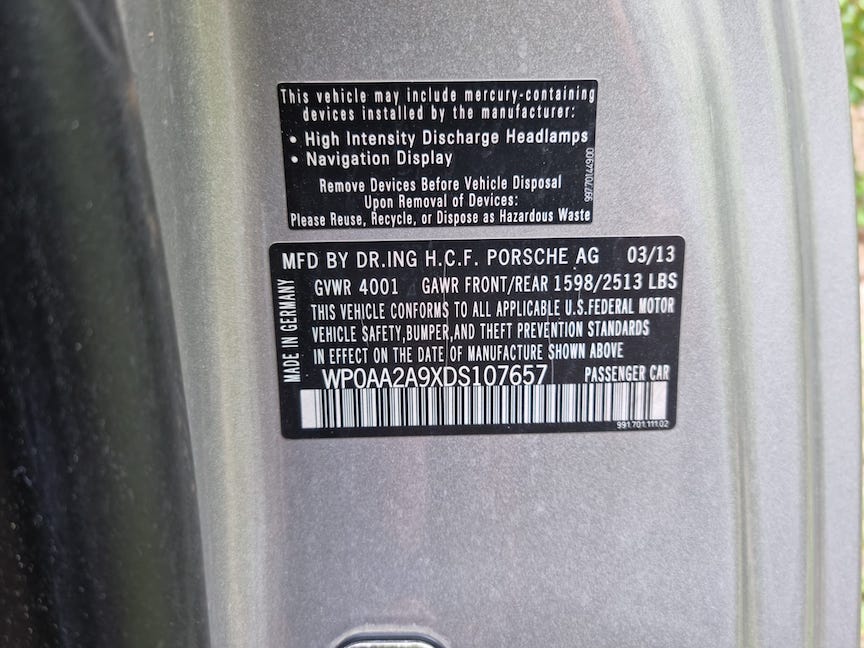 This vehicle may include mercury-containing
devices installed by the manufacturer:
• High Intensity Discharge Headlamps
• Navigation Display
Remove Devices Before Vehicle Disposal
Upon Removal of Devices:
Please Reuse, Recycle, or Dispose as Hazardous Waste
99770144900
MFD BY DR.ING H.C.F. PORSCHE AG 03/13
GVWR 4001 GAWR FRONT/REAR 1598/2513 LBS
THIS VEHICLE CONFORMS TO ALL APPLICABLE U.S.FEDERAL MOTOR
VEHICLE SAFETY,BUMPER,AND THEFT PREVENTION STANDARDS
IN EFFECT ON THE DATE OF MANUFACTURE SHOWN ABOVE
WP0AA2A9XDS107657 PASSENGER CAR
MADE IN GERMANY
991.701.111.02